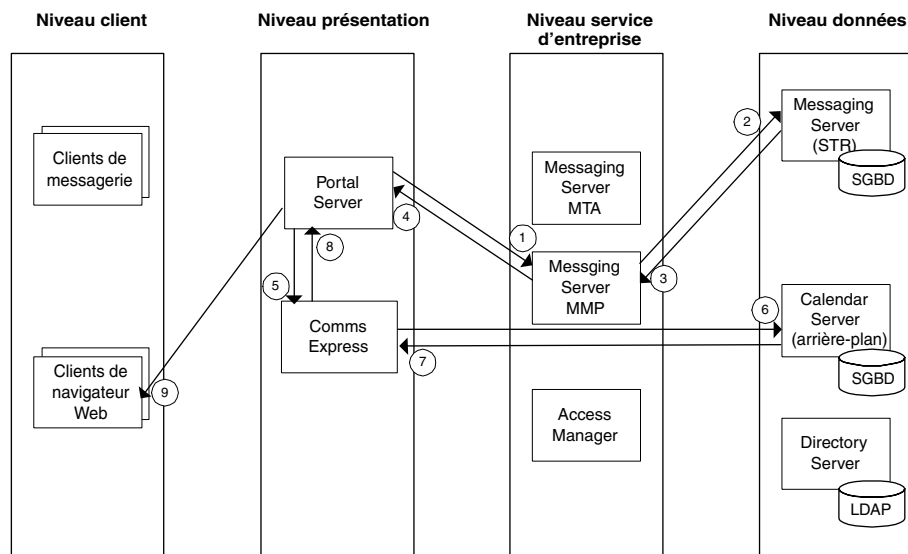 Niveau client
Niveau présentation
Niveau service
d'entreprise
Niveau données
Clients de
messagerie
Portal
Server
Messaging
Server
MTA
Messaging
Server
(STR)
SGBD
1
2
3
4
5
6
7
8
9
Messging
Server
MMP
Comms
Express
Calendar
Server
(arrière-plan)
SGBD
Clients de
navigateur
Web
Access
Manager
Directory
Server
LDAP